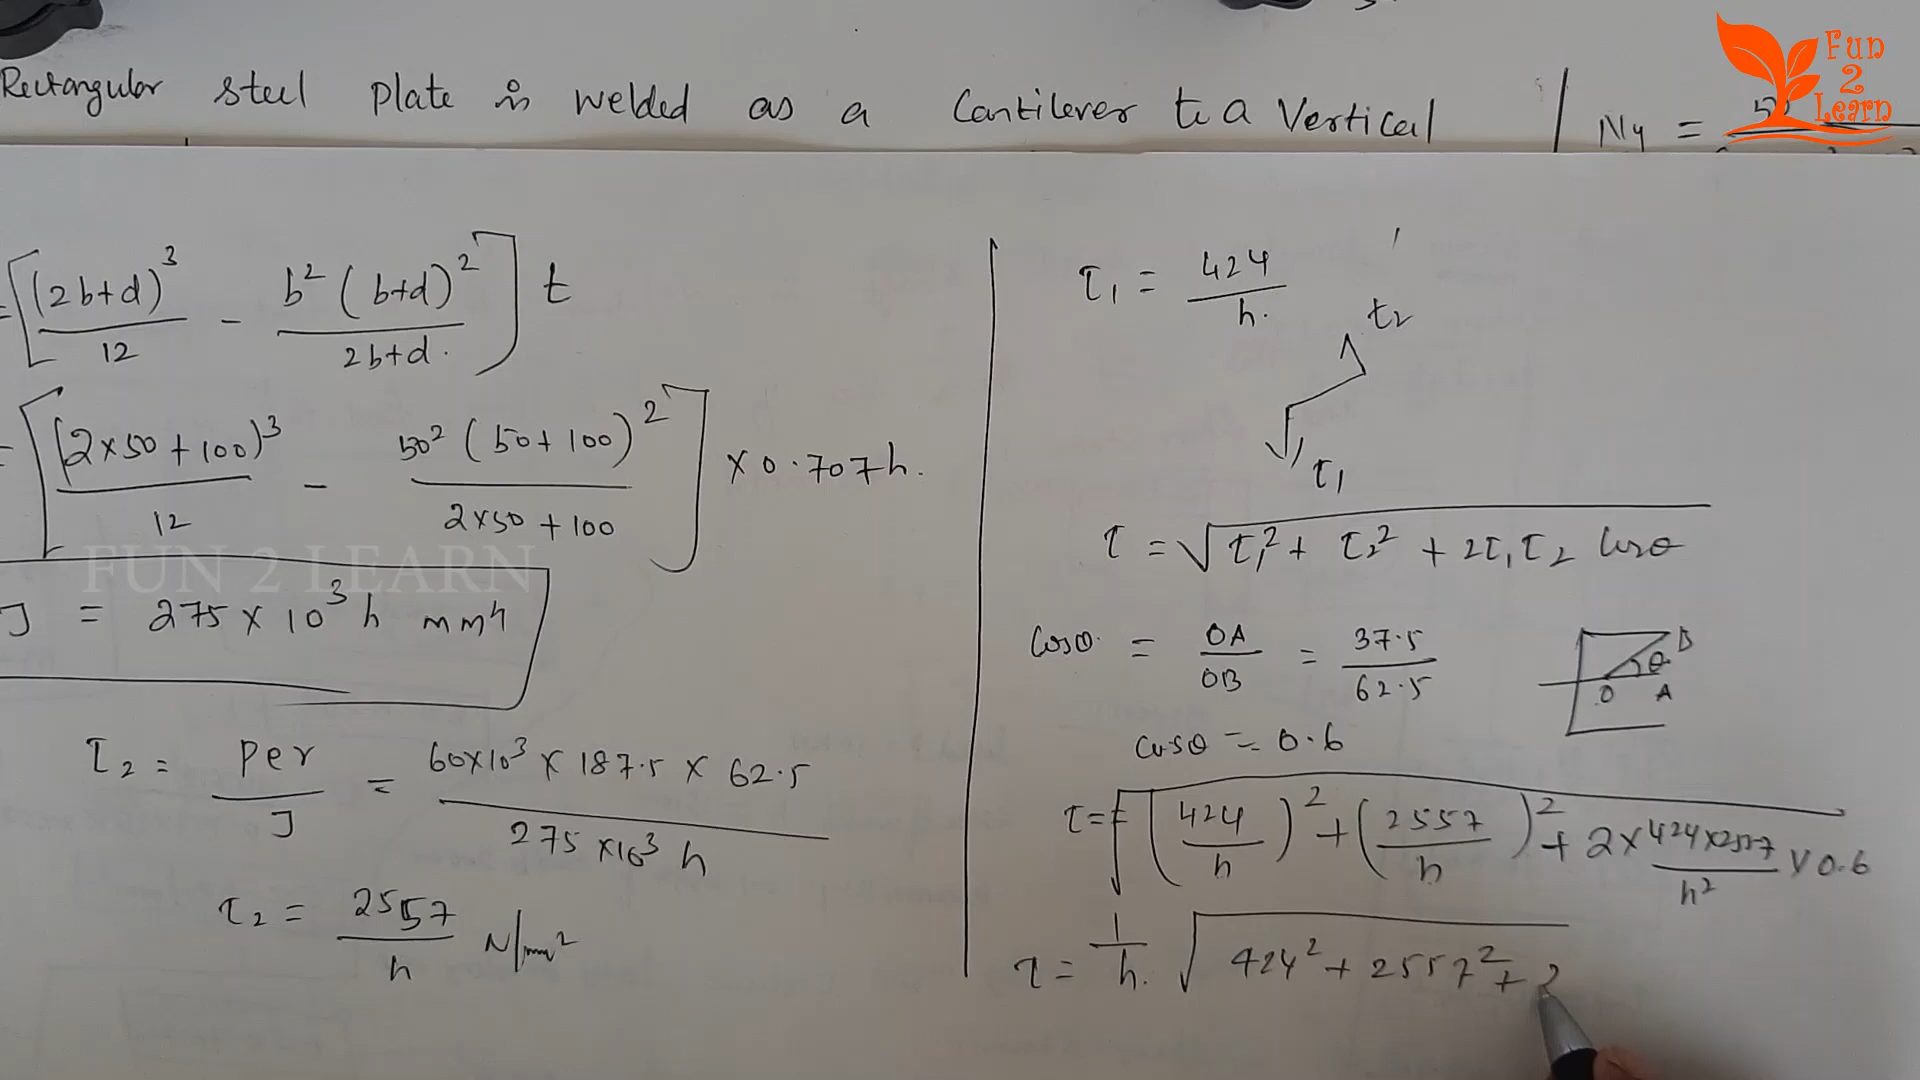 Fun
2
Learn
Rectangular steel Plate is welded as a Cantilever to a Vertical
Ny = 50
= [(2b+d)³/12 - b²(b+d)²/2b+d.] t
= [(2×50+100)³/12 - 50²(50+100)²/2×50+100] × 0.707h.
FUN 2 LEARN
J = 275 × 10³ h mm4
τ2 = Per/J = 60×10³ × 187.5 × 62.5/275 ×10³ h
τ2 = 2557/h N/mm²
τ1 = 424/h.
τ2
τ1
τ = √τ1² + τ2² + 2τ1τ2 Cosθ
Cosθ. = OA/OB = 37.5/62.5
B
θ
O A
Cosθ = 0.6
τ = √(424/h)² + (2557/h)² + 2×424×2557/h² × 0.6
τ = 1/h. √424² + 2557² + 2